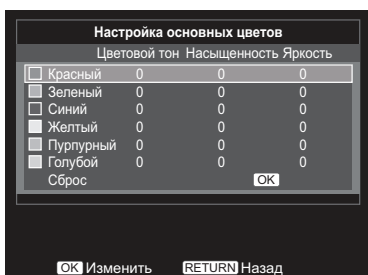 Настройка основных цветов
Цветовой тон Насыщенность Яркость
Красный 0 0 0
Зеленый 0 0 0
Синий 0 0 0
Желтый 0 0 0
Пурпурный 0 0 0
Голубой 0 0 0
Сброс OK
OK Изменить RETURN Назад